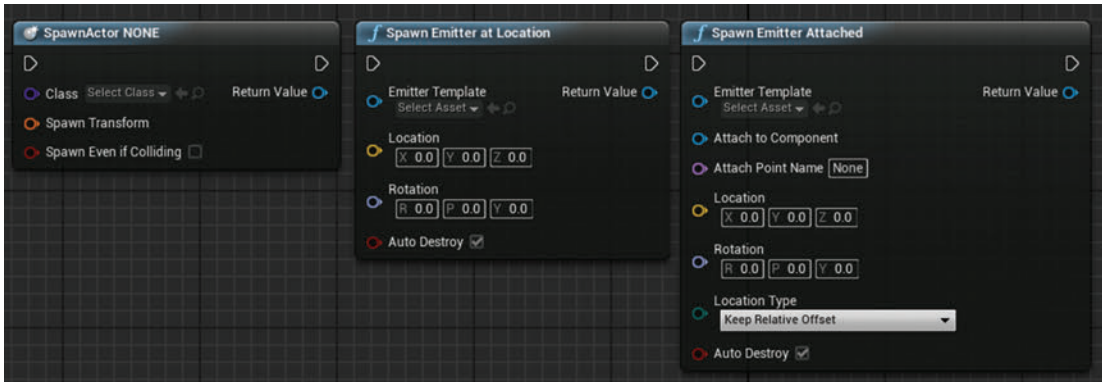 SpawnActor NONE
Class Select Class Return Value
Spawn Transform
Spawn Even if Colliding
f Spawn Emitter at Location
Emitter Template Return Value
Select Asset
Location
X 0.0 Y 0.0 Z 0.0
Rotation
R 0.0 P 0.0 Y 0.0
Auto Destroy
f Spawn Emitter Attached
Emitter Template Return Value
Select Asset
Attach to Component
Attach Point Name None
Location
X 0.0 Y 0.0 Z 0.0
Rotation
R 0.0 P 0.0 Y 0.0
Location Type
Keep Relative Offset
Auto Destroy